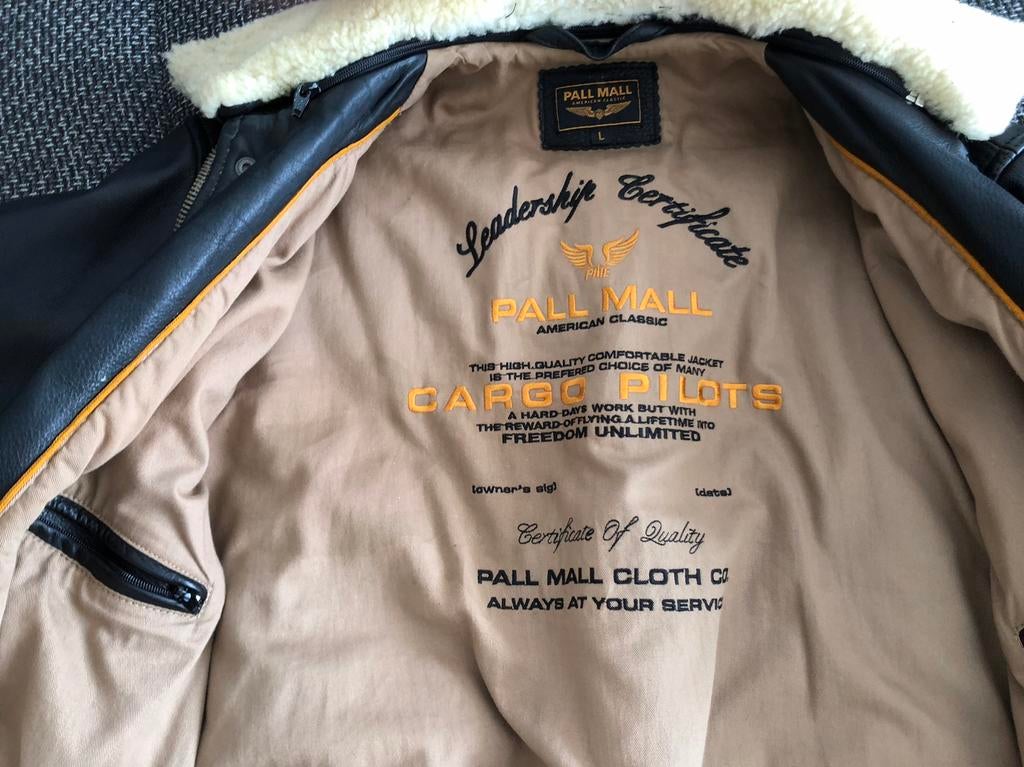 PALL MALL
AMERICAN CLASSIC
L
Leadership Certificate
PME
PALL MALL
AMERICAN CLASSIC
THIS HIGH.QUALITY COMFORTABLE JACKET
IS THE PREFERED CHOICE OF MANY
CARGO PILOTS
A HARD DAYS WORK BUT WITH
THE REWARD OF FLYING A LIFETIME INTO
FREEDOM UNLIMITED
(owner's sig) (date)
Certificate Of Quality
PALL MALL CLOTH CO
ALWAYS AT YOUR SERVIC